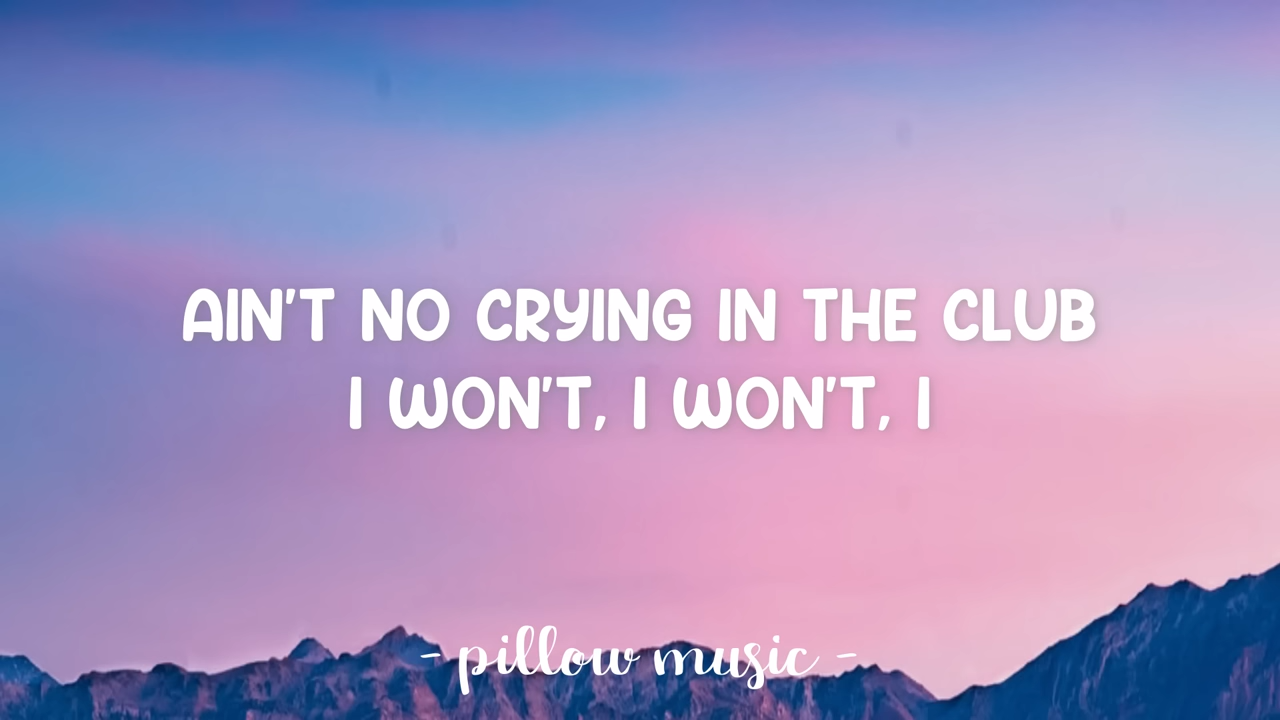 AIN'T NO CRYING IN THE CLUB
I WON'T, I WON'T, I
- pillow music -